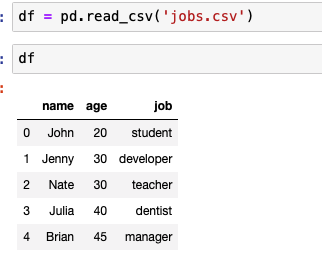 : df = pd.read_csv('jobs.csv')
: df
:
name age job
0 John 20 student
1 Jenny 30 developer
2 Nate 30 teacher
3 Julia 40 dentist
4 Brian 45 manager